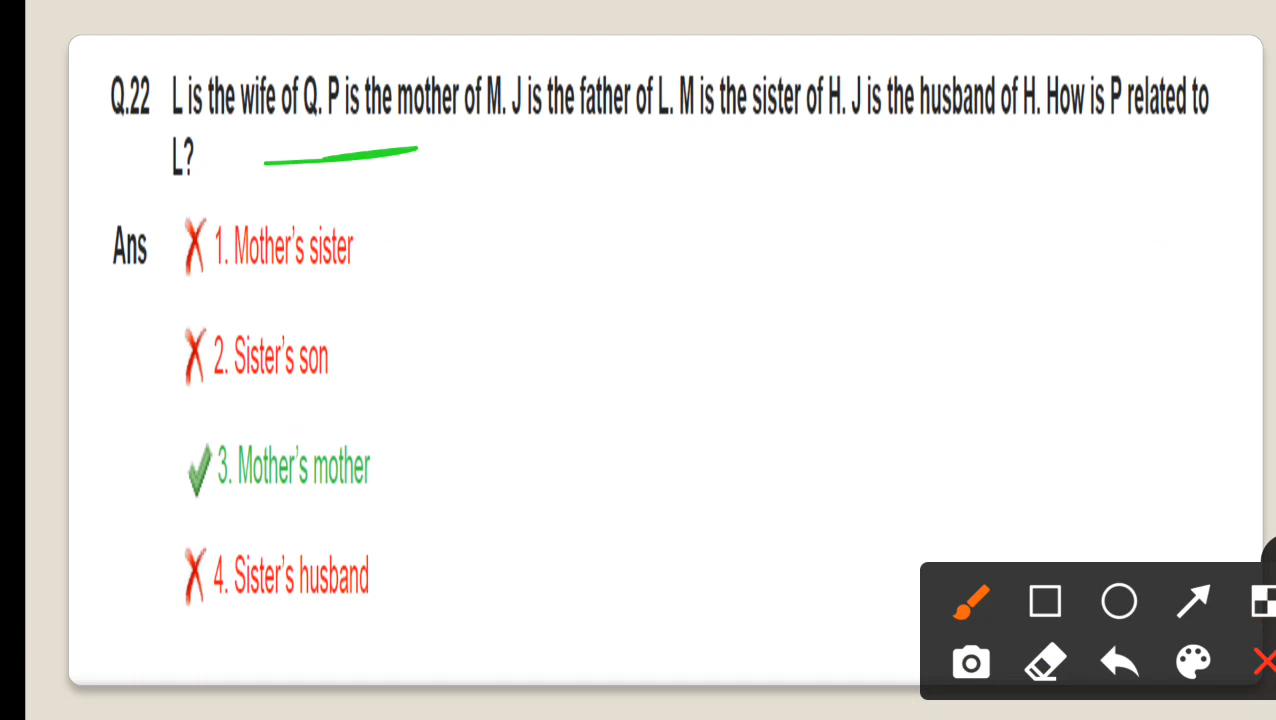 Q.22 L is the wife of Q. P is the mother of M. J is the father of L. M is the sister of H. J is the husband of H. How is P related to
L?
Ans 1. Mother's sister
2. Sister's son
3. Mother's mother
4. Sister's husband